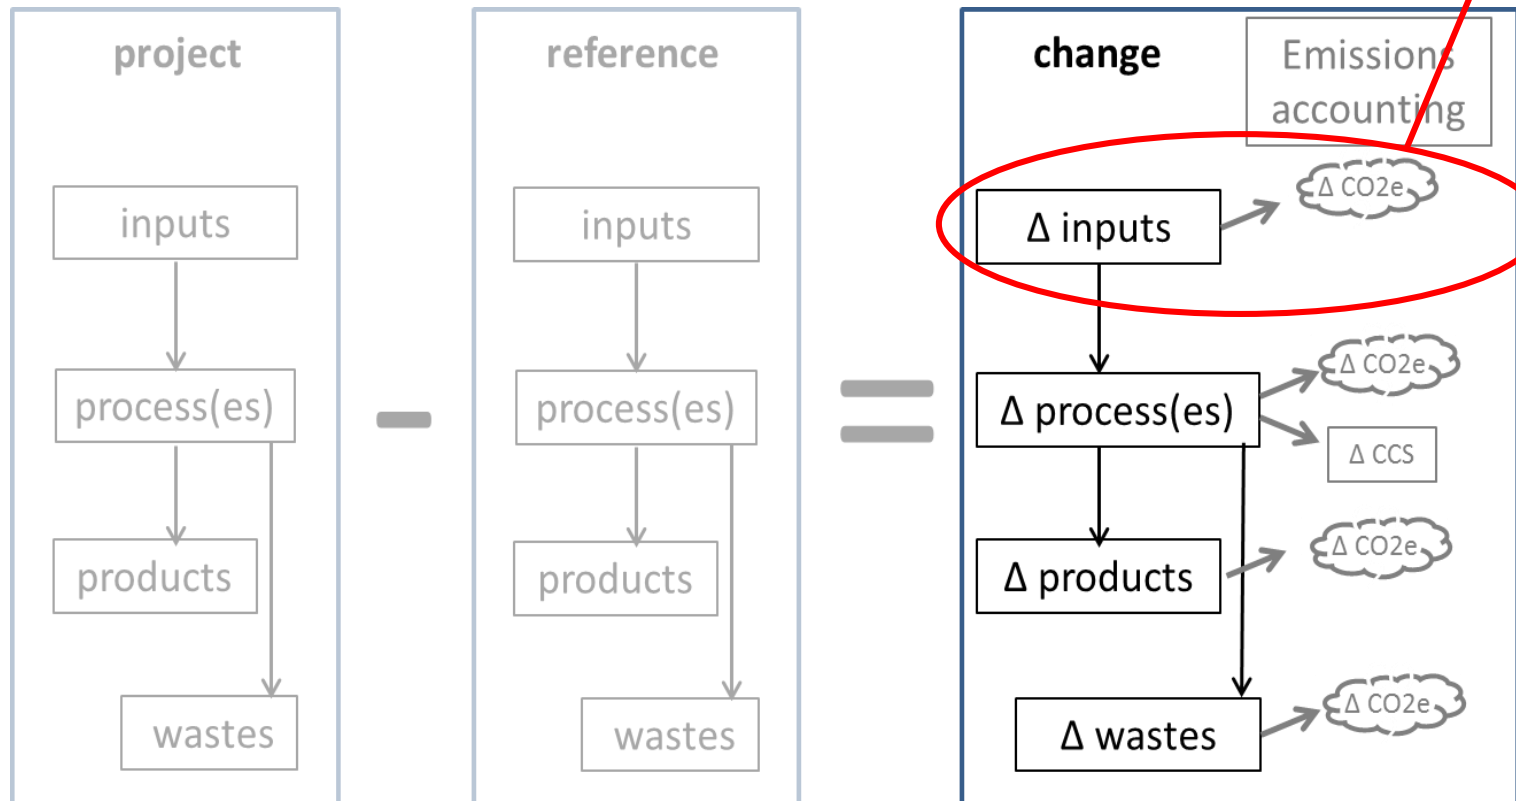 project
inputs
process(es)
products
wastes
-
reference
inputs
process(es)
products
wastes
=
change
Emissions
accounting
Δ inputs
Δ CO2e
Δ process(es)
Δ CO2e
Δ CCS
Δ products
Δ CO2e
Δ wastes
Δ CO2e